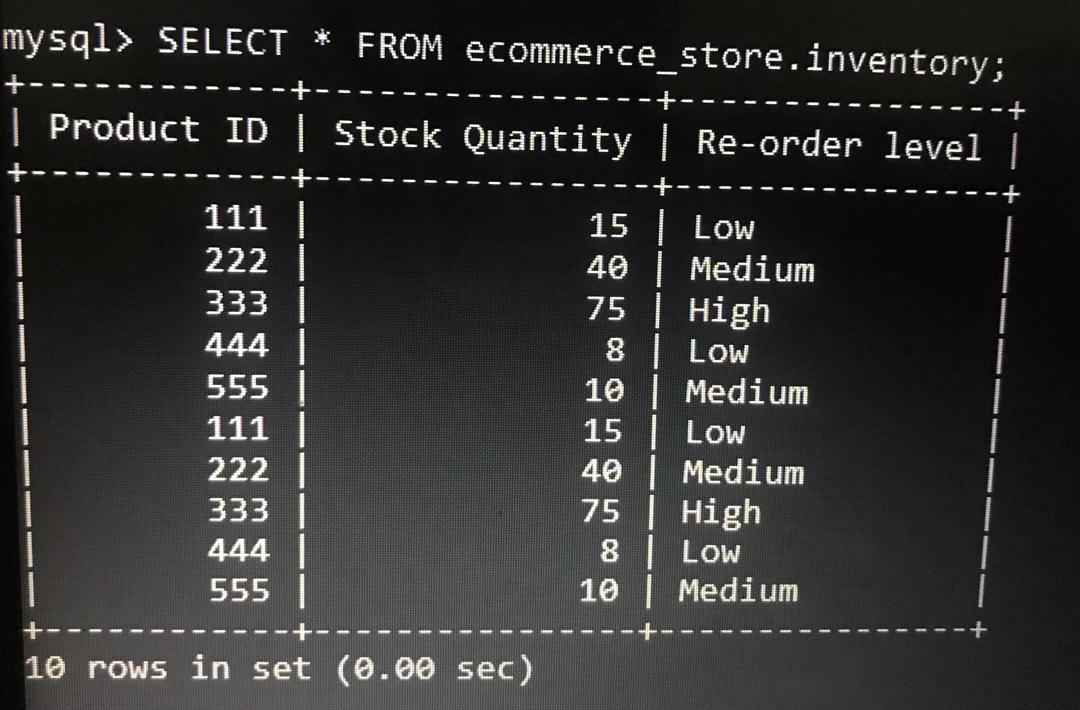 mysql> SELECT * FROM ecommerce_store.inventory;
+------------+----------------+----------------+
| Product ID | Stock Quantity | Re-order level |
+------------+----------------+----------------+
|        111 |             15 | Low            |
|        222 |             40 | Medium         |
|        333 |             75 | High           |
|        444 |              8 | Low            |
|        555 |             10 | Medium         |
|        111 |             15 | Low            |
|        222 |             40 | Medium         |
|        333 |             75 | High           |
|        444 |              8 | Low            |
|        555 |             10 | Medium         |
+------------+----------------+----------------+
10 rows in set (0.00 sec)